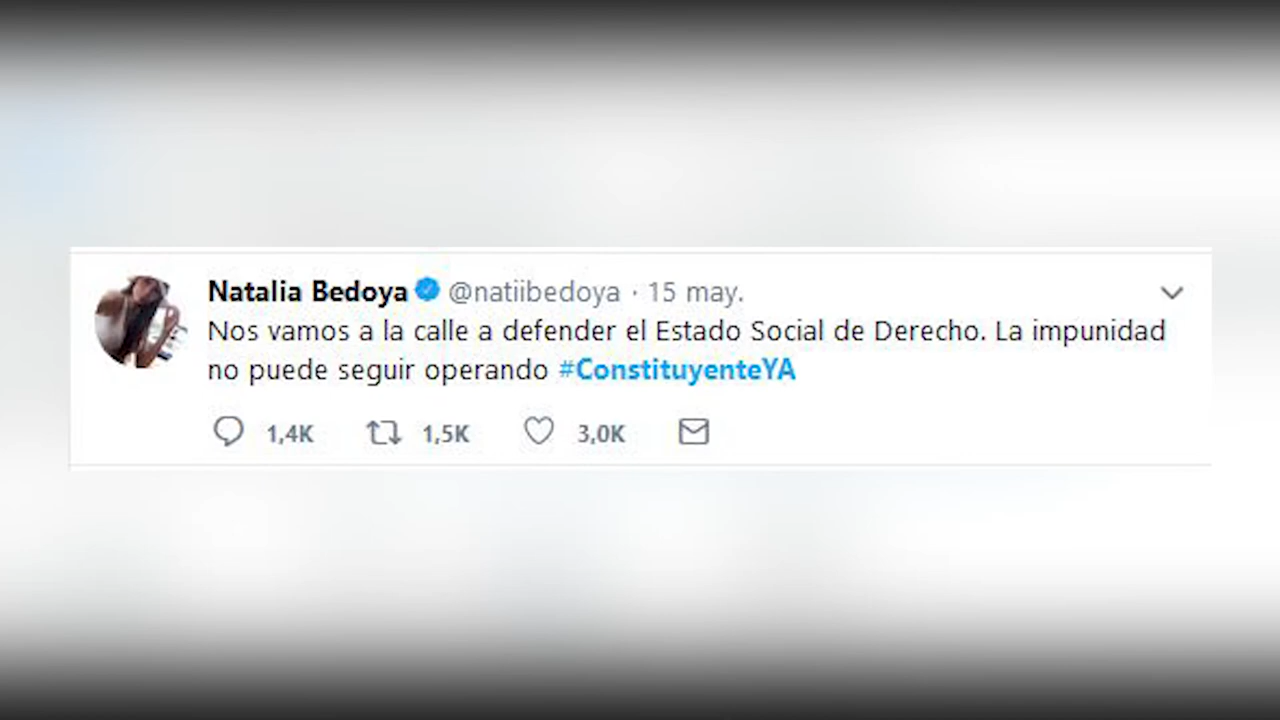 Natalia Bedoya @natiibedoya · 15 may.
Nos vamos a la calle a defender el Estado Social de Derecho. La impunidad
no puede seguir operando #ConstituyenteYA
1,4K 1,5K 3,0K